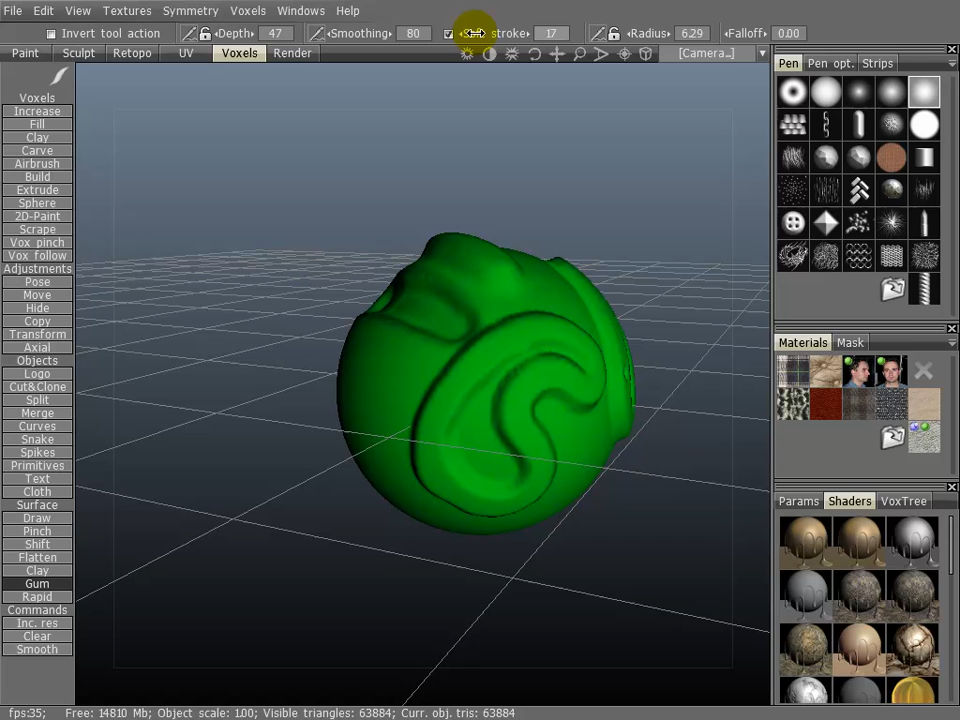 File Edit View Textures Symmetry Voxels Windows Help
Invert tool action Depth 47 Smoothing 80 stroke 17 Radius 6.29 Falloff 0.00
Paint Sculpt Retopo UV Voxels Render [Camera...]
Voxels
Increase
Fill
Clay
Carve
Airbrush
Build
Extrude
Sphere
2D-Paint
Scrape
Vox pinch
Vox follow
Adjustments
Pose
Move
Hide
Copy
Transform
Axial
Objects
Logo
Cut&Clone
Split
Merge
Curves
Snake
Spikes
Primitives
Text
Cloth
Surface
Draw
Pinch
Shift
Flatten
Clay
Gum
Rapid
Commands
Inc. res
Clear
Smooth
Pen Pen opt. Strips
Materials Mask
Params Shaders VoxTree
fps:35; Free: 14810 Mb; Object scale: 1.00; Visible triangles: 63884; Curr. obj. tris: 63884